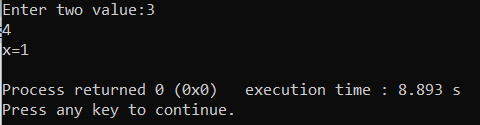 Enter two value:3
4
x=1
Process returned 0 (0x0)   execution time : 8.893 s
Press any key to continue.